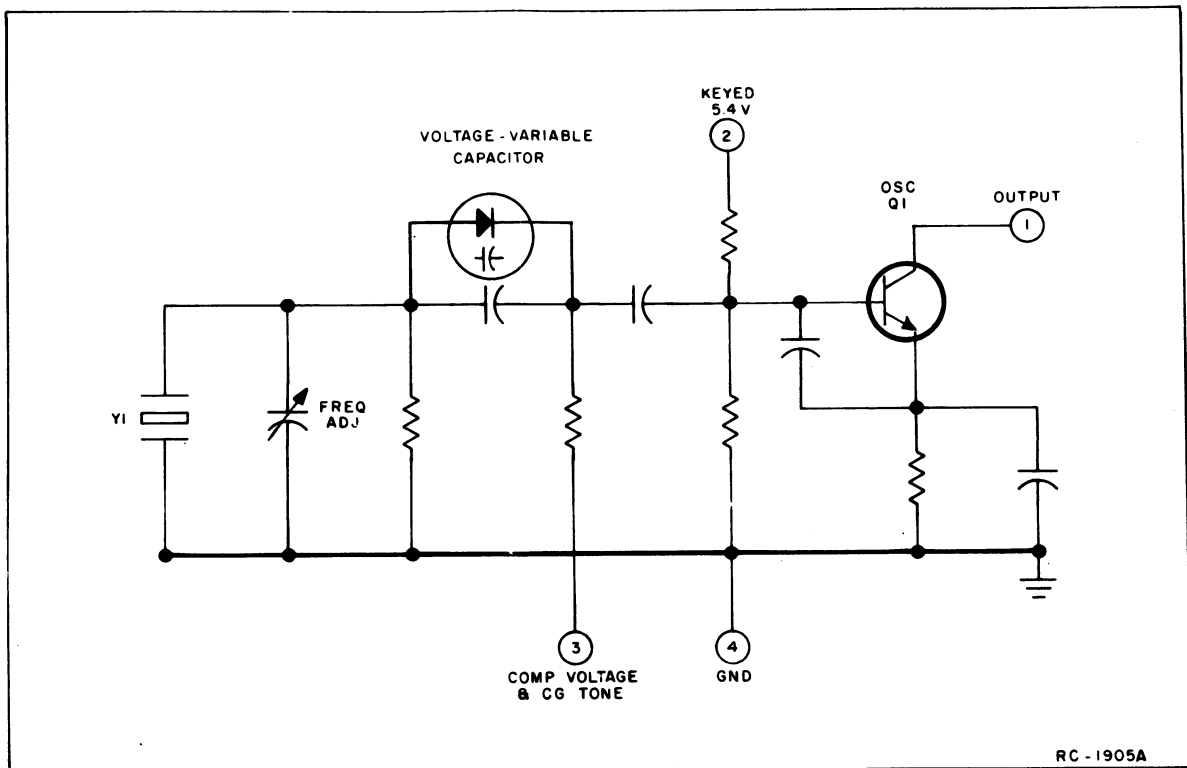 KEYED
5.4 V
2
VOLTAGE - VARIABLE
CAPACITOR
OSC
Q1
OUTPUT
1
Y1
FREQ
ADJ
3
COMP VOLTAGE
& CG TONE
4
GND
RC - 1905A